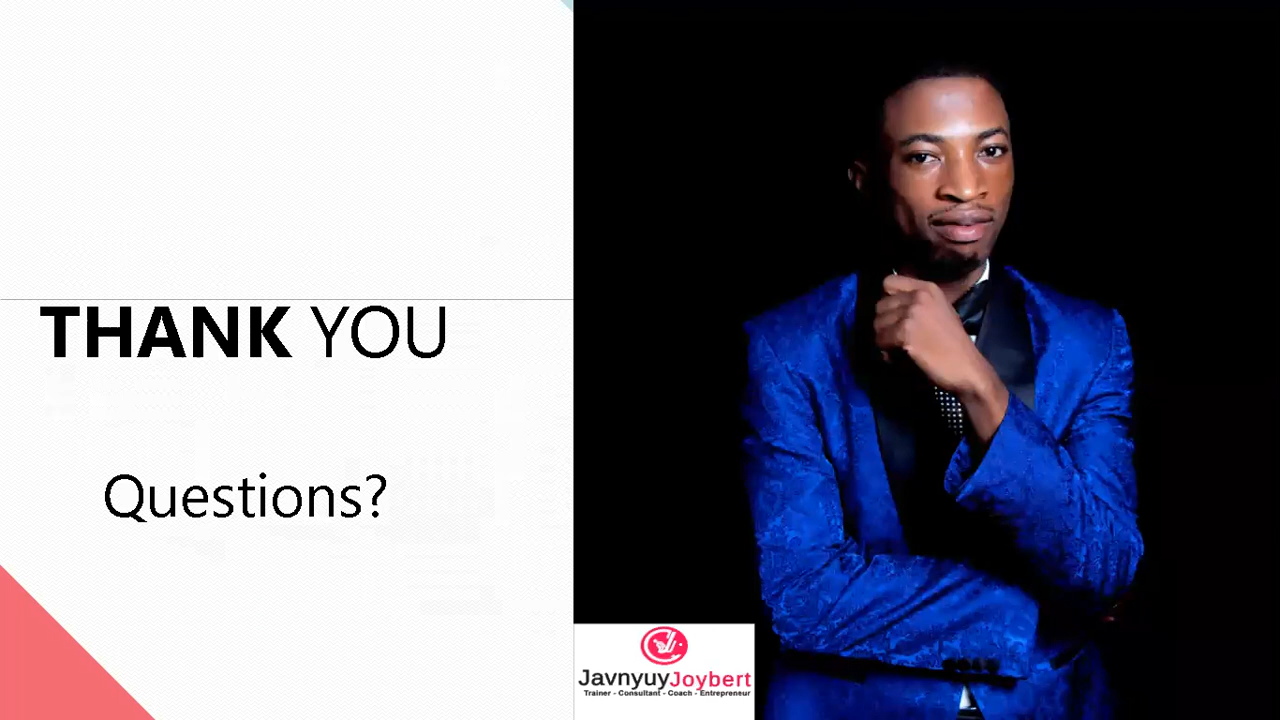 THANK YOU
Questions?
JavnyuyJoybert
Trainer - Consultant - Coach - Entrepreneur